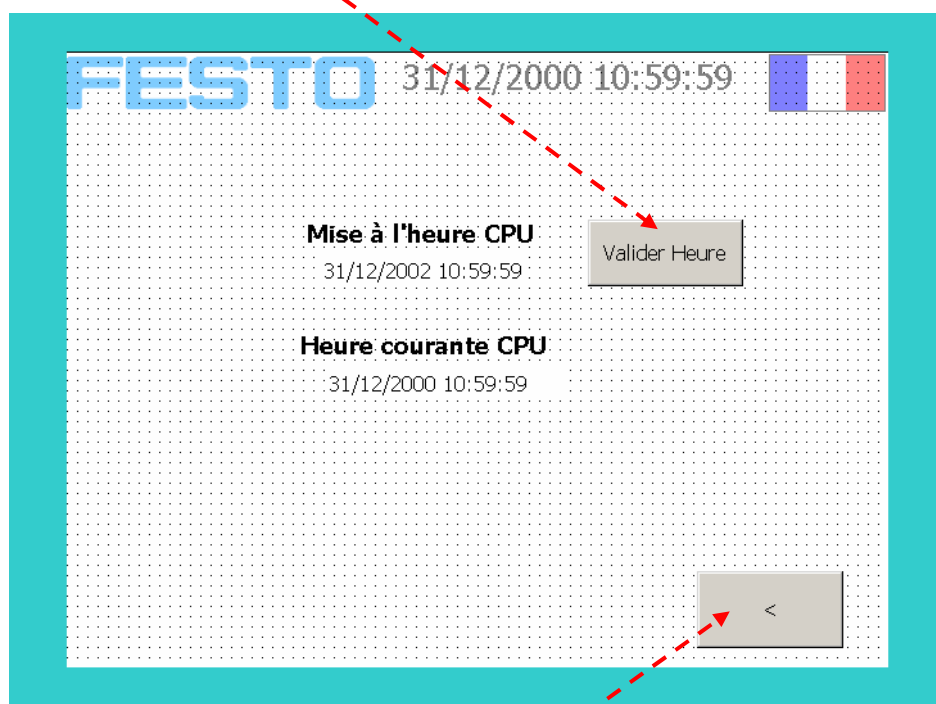 FESTO 31/12/2000 10:59:59
Mise à l'heure CPU
Valider Heure
31/12/2002 10:59:59
Heure courante CPU
31/12/2000 10:59:59
<